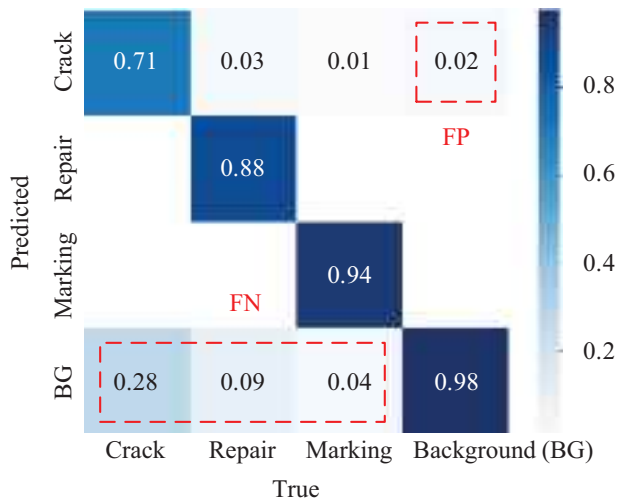 Crack
0.71 0.03 0.01 0.02
0.8
FP
Repair
0.88
0.6
Predicted
Marking
0.94
0.4
FN
BG
0.28 0.09 0.04 0.98
0.2
Crack Repair Marking Background (BG)
True